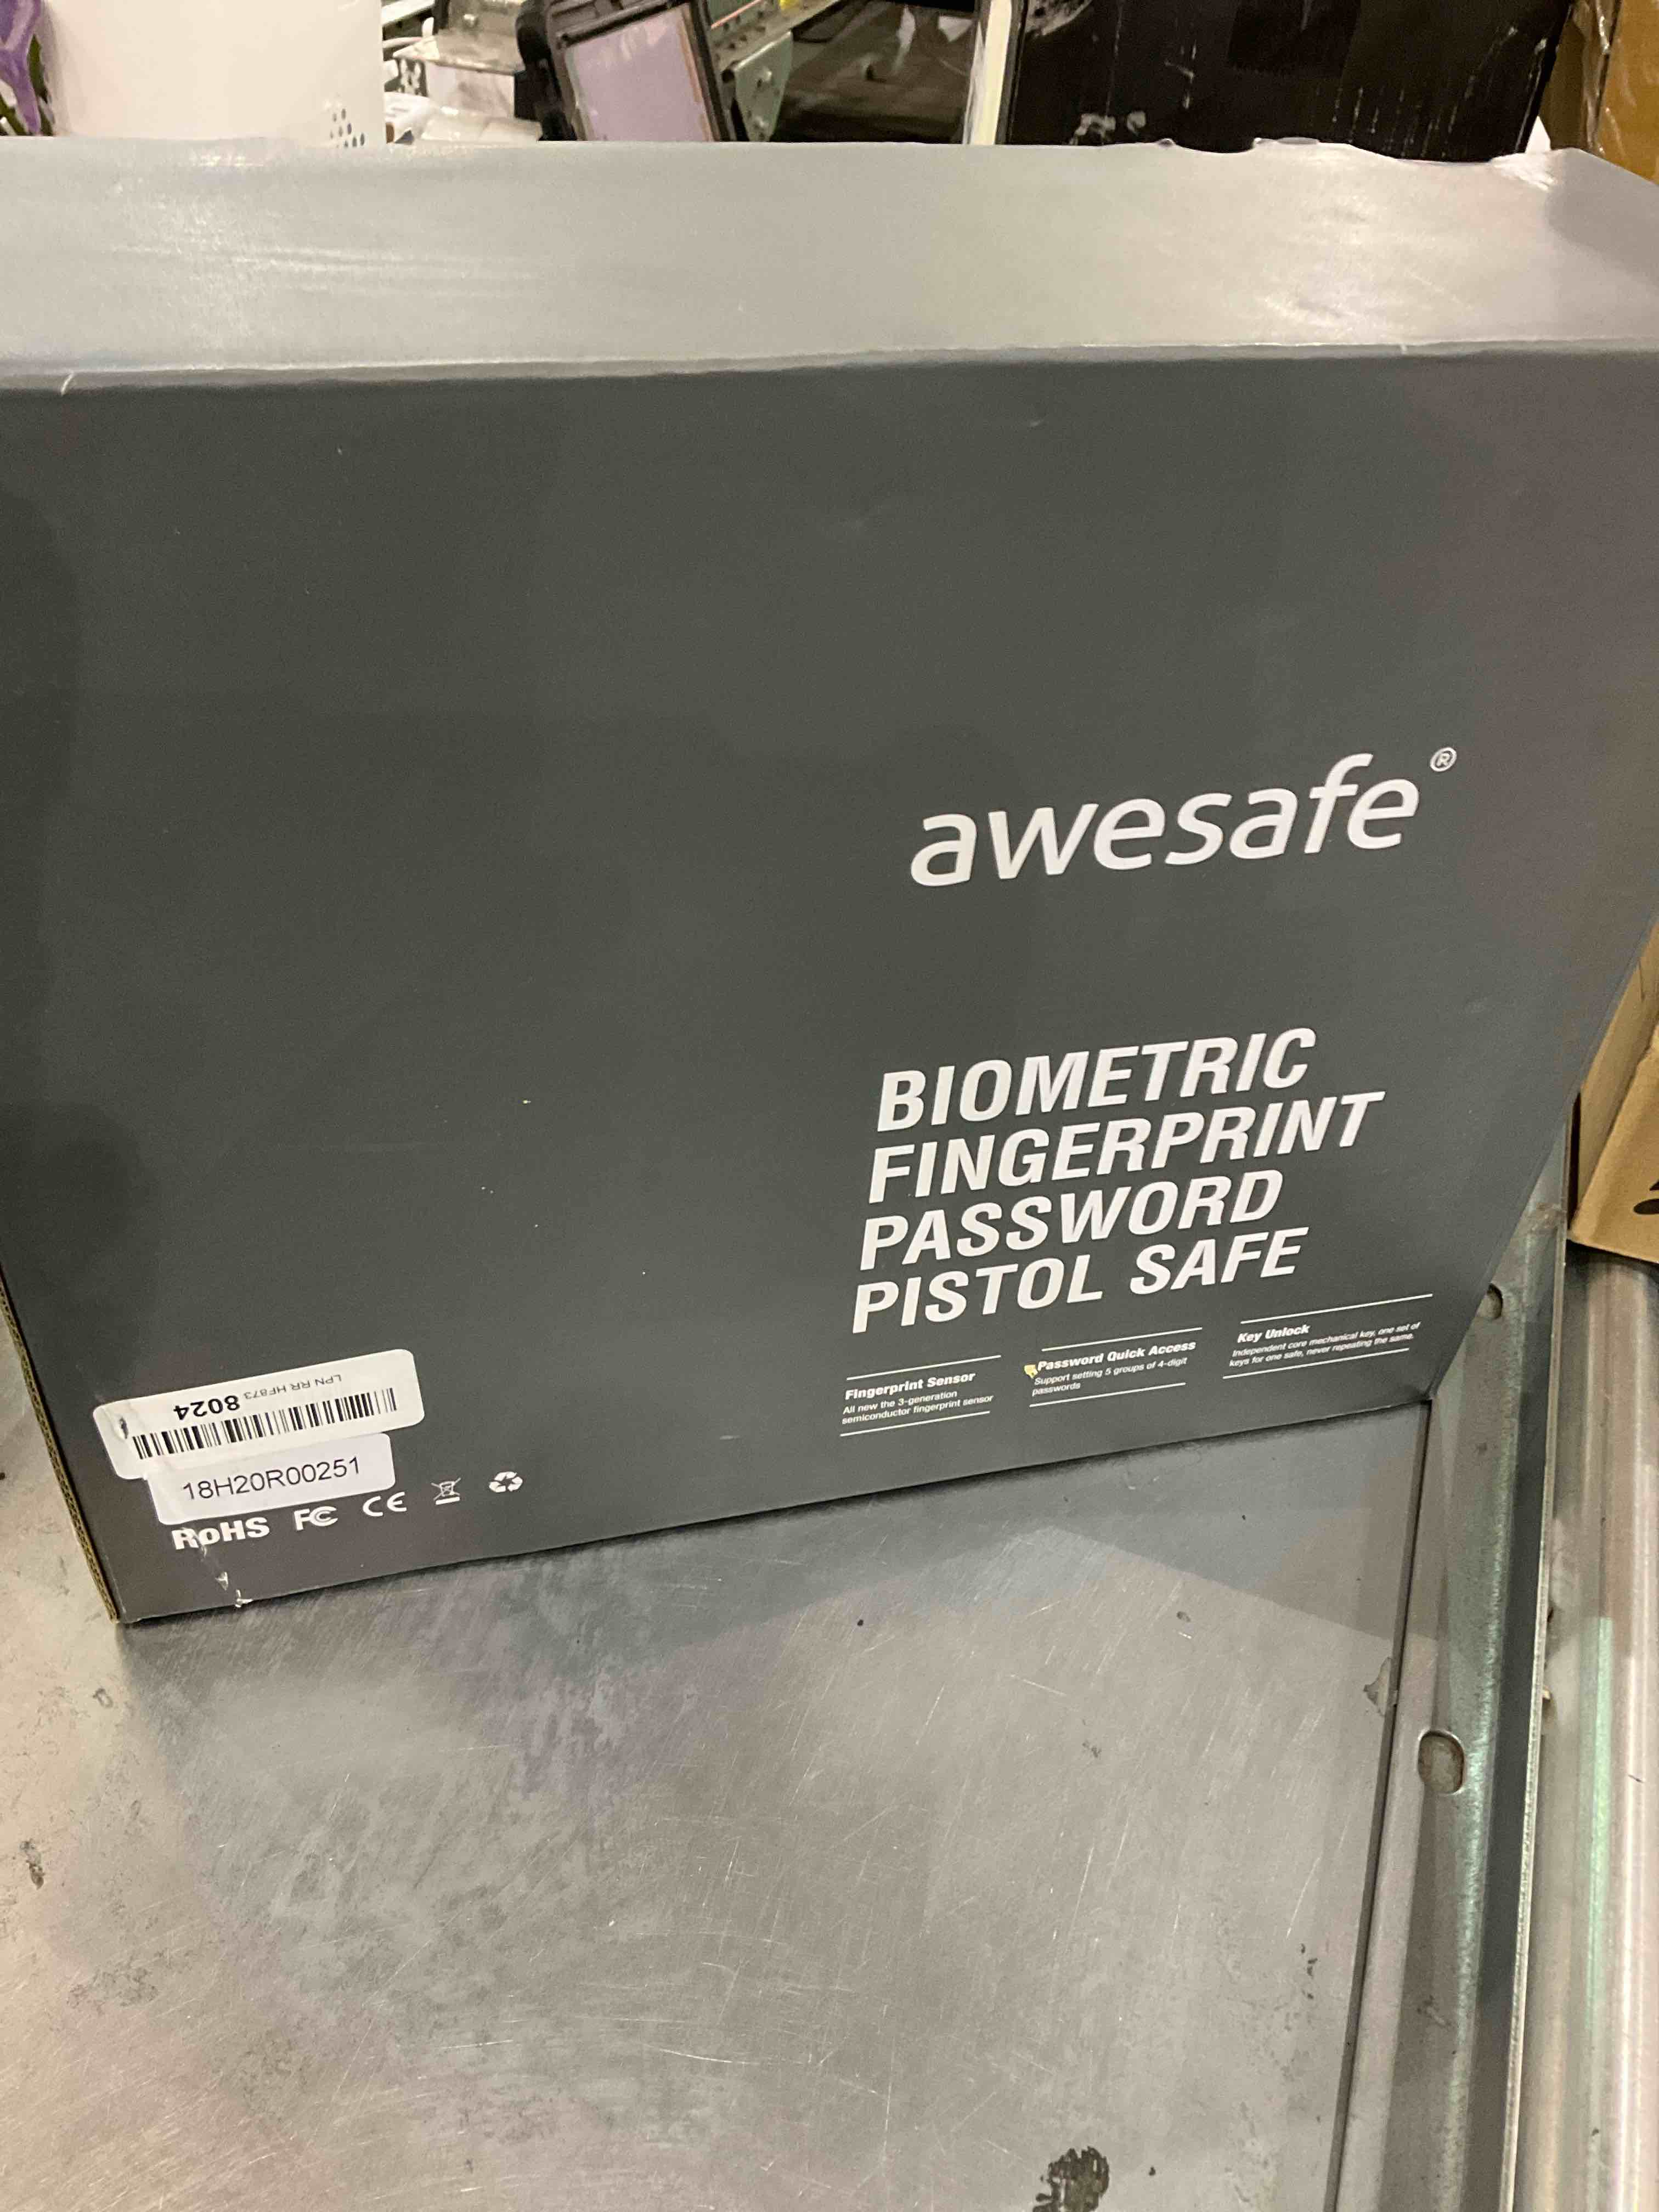 awesafe®
BIOMETRIC
FINGERPRINT
PASSWORD
PISTOL SAFE
Fingerprint Sensor
All new the 3-generation
semiconductor fingerprint sensor
Password Quick Access
Support setting 5 groups of 4-digit
passwords
Key Unlock
Independent core mechanical key, one set of
keys for one safe, never repeating the same.
LPN RR HF873 8024
18H20R00251
RoHS FC CE